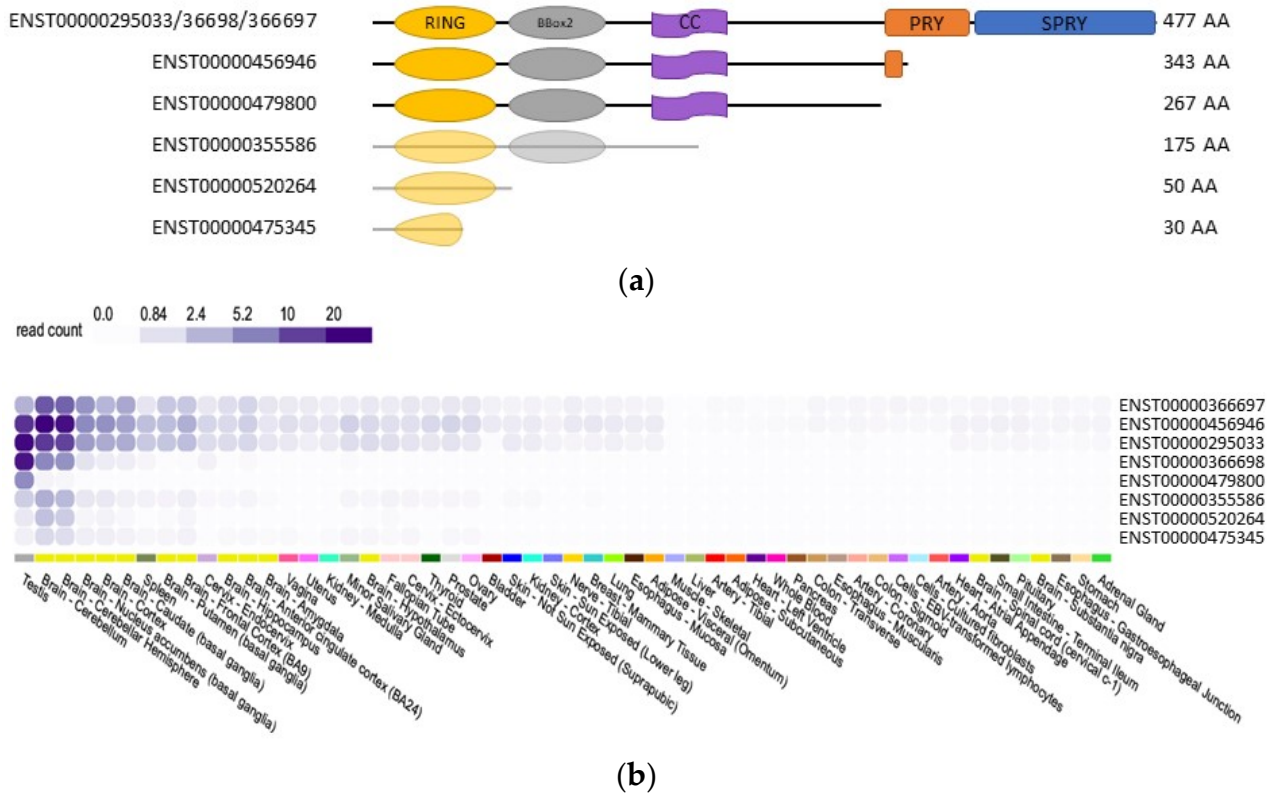 ENST00000295033/36698/366697 RING BBox2 CC PRY SPRY 477 AA
ENST00000456946 343 AA
ENST00000479800 267 AA
ENST00000355586 175 AA
ENST00000520264 50 AA
ENST00000475345 30 AA
(a)
read count 0.0 0.84 2.4 5.2 10 20
ENST00000366697
ENST00000456946
ENST00000295033
ENST00000366698
ENST00000479800
ENST00000355586
ENST00000520264
ENST00000475345
Testis
Brain - Cerebellum
Brain - Cerebellar Hemisphere
Brain - Nucleus accumbens (basal ganglia)
Brain - Cortex
Spleen
Brain - Caudate (basal ganglia)
Brain - Frontal Cortex (BA9)
Brain - Putamen (basal ganglia)
Cervix - Endocervix
Brain - Hippocampus
Brain - Anterior cingulate cortex (BA24)
Brain - Amygdala
Vagina
Uterus
Kidney - Medulla
Minor Salivary Gland
Brain - Hypothalamus
Fallopian Tube
Cervix - Ectocervix
Thyroid
Prostate
Ovary
Bladder
Skin - Not Sun Exposed (Suprapubic)
Kidney - Cortex
Skin - Sun Exposed (Lower leg)
Nerve - Tibial
Breast - Mammary Tissue
Lung
Esophagus - Mucosa
Adipose - Visceral (Omentum)
Muscle - Skeletal
Liver
Artery - Tibial
Adipose - Subcutaneous
Heart - Left Ventricle
Whole Blood
Pancreas
Colon - Transverse
Esophagus - Muscularis
Artery - Coronary
Colon - Sigmoid
Cells - EBV-transformed lymphocytes
Cells - Cultured fibroblasts
Artery - Aorta
Heart - Atrial Appendage
Brain - Spinal cord (cervical c-1)
Small Intestine - Terminal Ileum
Pituitary
Brain - Substantia nigra
Esophagus - Gastroesophageal Junction
Stomach
Adrenal Gland
(b)